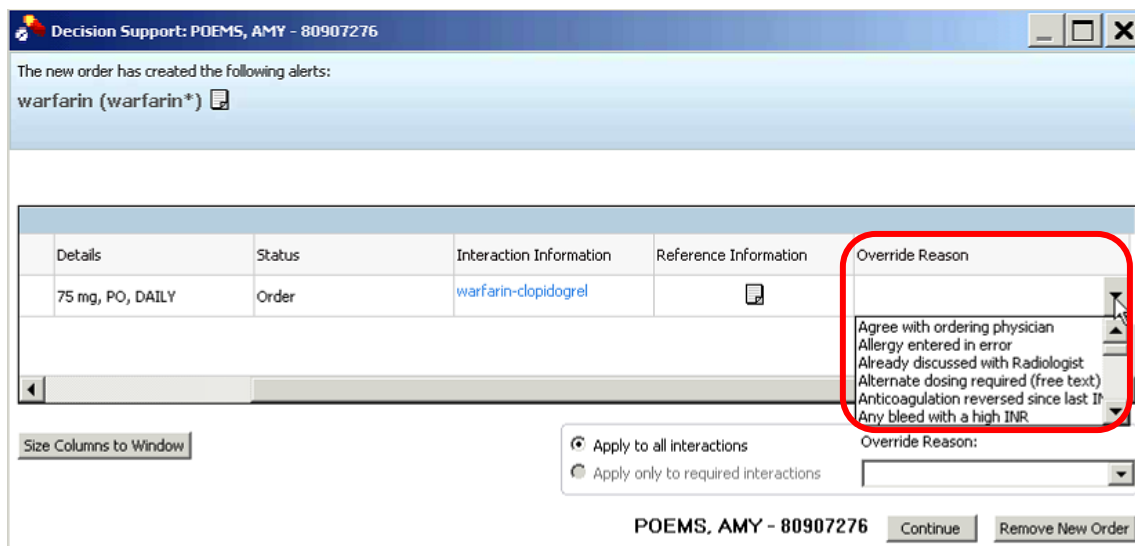 Decision Support: POEMS, AMY - 80907276
The new order has created the following alerts:
warfarin (warfarin*)
Details Status Interaction Information Reference Information Override Reason
75 mg, PO, DAILY Order warfarin-clopidogrel
Agree with ordering physician
Allergy entered in error
Already discussed with Radiologist
Alternate dosing required (free text)
Anticoagulation reversed since last
Any bleed with a high INR
Size Columns to Window
Apply to all interactions
Apply only to required interactions
Override Reason:
POEMS, AMY - 80907276 Continue Remove New Order